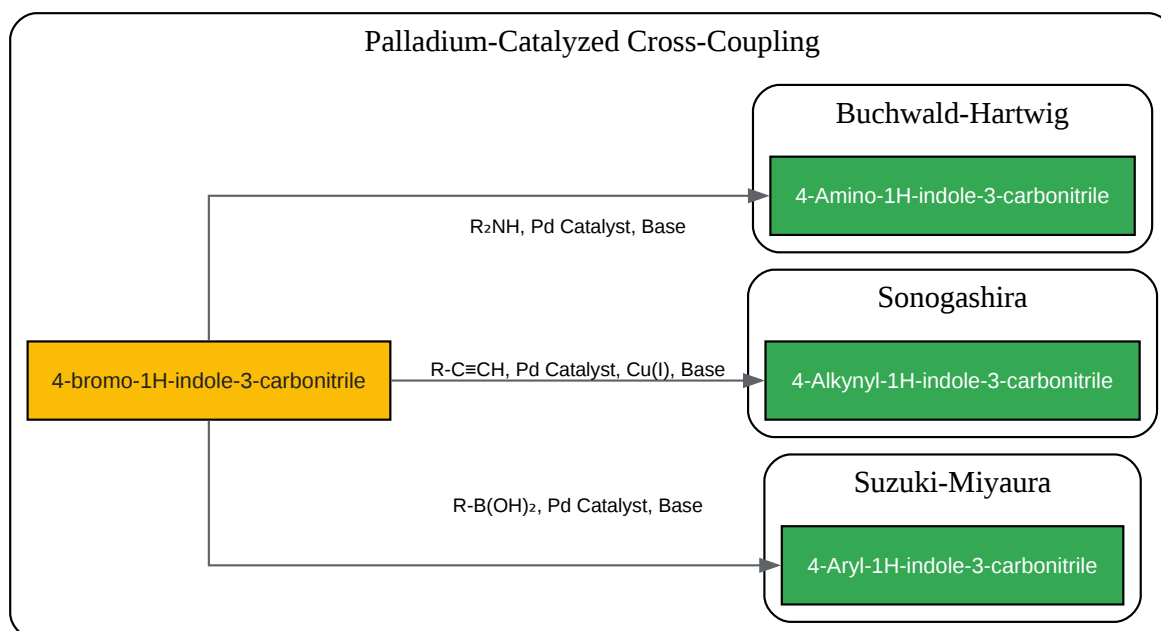 Palladium-Catalyzed Cross-Coupling
Buchwald-Hartwig
4-Amino-1H-indole-3-carbonitrile
R₂NH, Pd Catalyst, Base
Sonogashira
4-bromo-1H-indole-3-carbonitrile
R-C≡CH, Pd Catalyst, Cu(I), Base
4-Alkynyl-1H-indole-3-carbonitrile
Suzuki-Miyaura
R-B(OH)₂, Pd Catalyst, Base
4-Aryl-1H-indole-3-carbonitrile